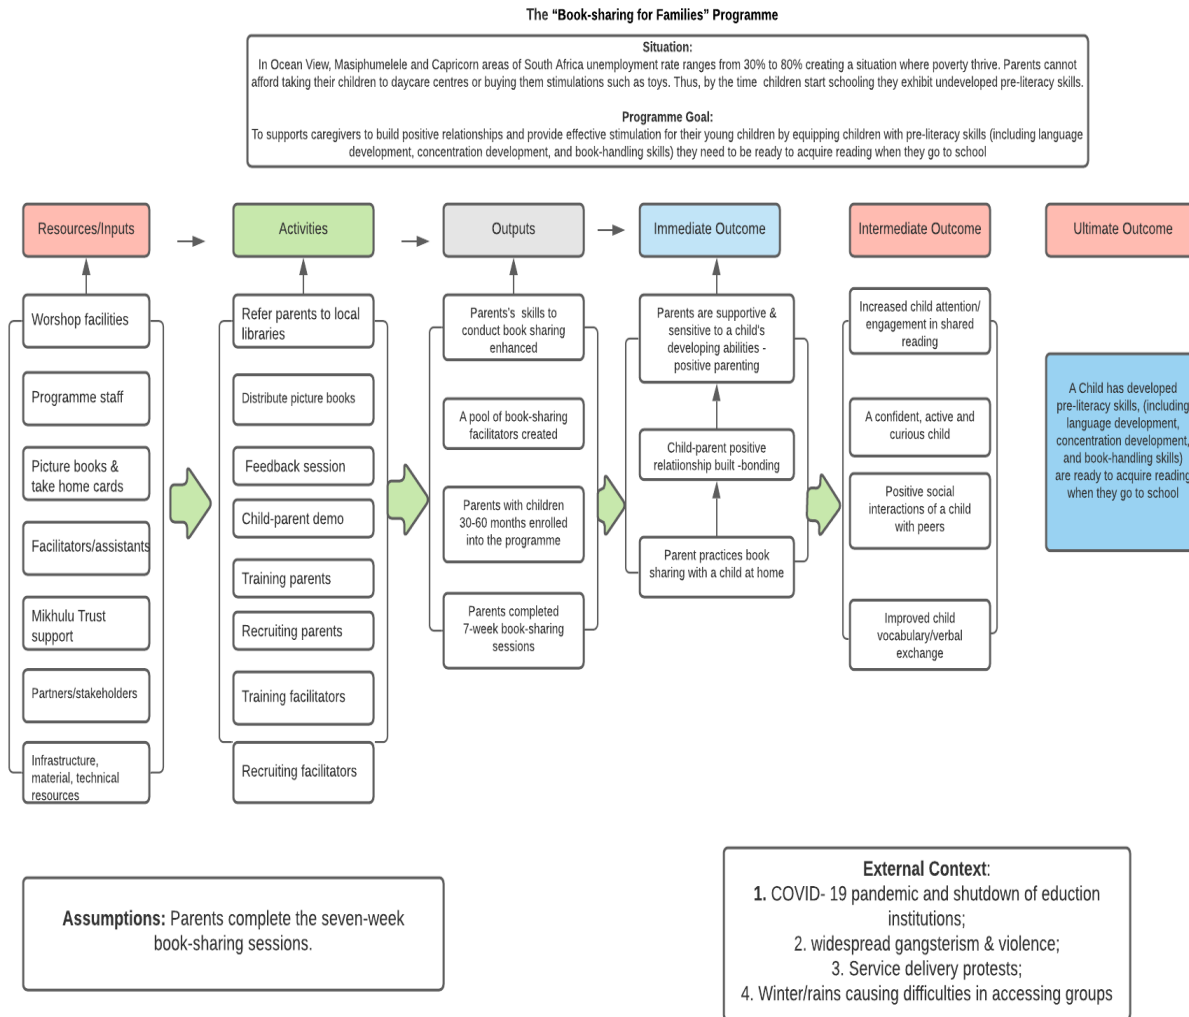 The “Book-sharing for Families” Programme
Situation:
In Ocean View, Masiphumelele and Capricorn areas of South Africa unemployment rate ranges from 30% to 80% creating a situation where poverty thrive. Parents cannot
afford taking their children to daycare centres or buying them stimulations such as toys. Thus, by the time children start schooling they exhibit undeveloped pre-literacy skills.
Programme Goal:
To supports caregivers to build positive relationships and provide effective stimulation for their young children by equipping children with pre-literacy skills (including language
development, concentration development, and book-handling skills) they need to be ready to acquire reading when they go to school
Resources/Inputs
Worshop facilities
Programme staff
Picture books &
take home cards
Facilitators/assistants
Mikhulu Trust
support
Partners/stakeholders
Infrastructure,
material, technical
resources
Activities
Refer parents to local
libraries
Distribute picture books
Feedback session
Child-parent demo
Training parents
Recruiting parents
Training facilitators
Recruiting facilitators
Outputs
Parents's skills to
conduct book sharing
enhanced
A pool of book-sharing
facilitators created
Parents with children
30-60 months enrolled
into the programme
Parents completed
7-week book-sharing
sessions
Immediate Outcome
Parents are supportive &
sensitive to a child's
developing abilities -
positive parenting
Child-parent positive
relatiionship built -bonding
Parent practices book
sharing with a child at home
Intermediate Outcome
Increased child attention/
engagement in shared
reading
A confident, active and
curious child
Positive social
interactions of a child
with peers
Improved child
vocabulary/verbal
exchange
Ultimate Outcome
A Child has developed
pre-literacy skills, (including
language development,
concentration development,
and book-handling skills)
are ready to acquire reading
when they go to school
Assumptions: Parents complete the seven-week
book-sharing sessions.
External Context:
1. COVID- 19 pandemic and shutdown of eduction
institutions;
2. widespread gangsterism & violence;
3. Service delivery protests;
4. Winter/rains causing difficulties in accessing groups